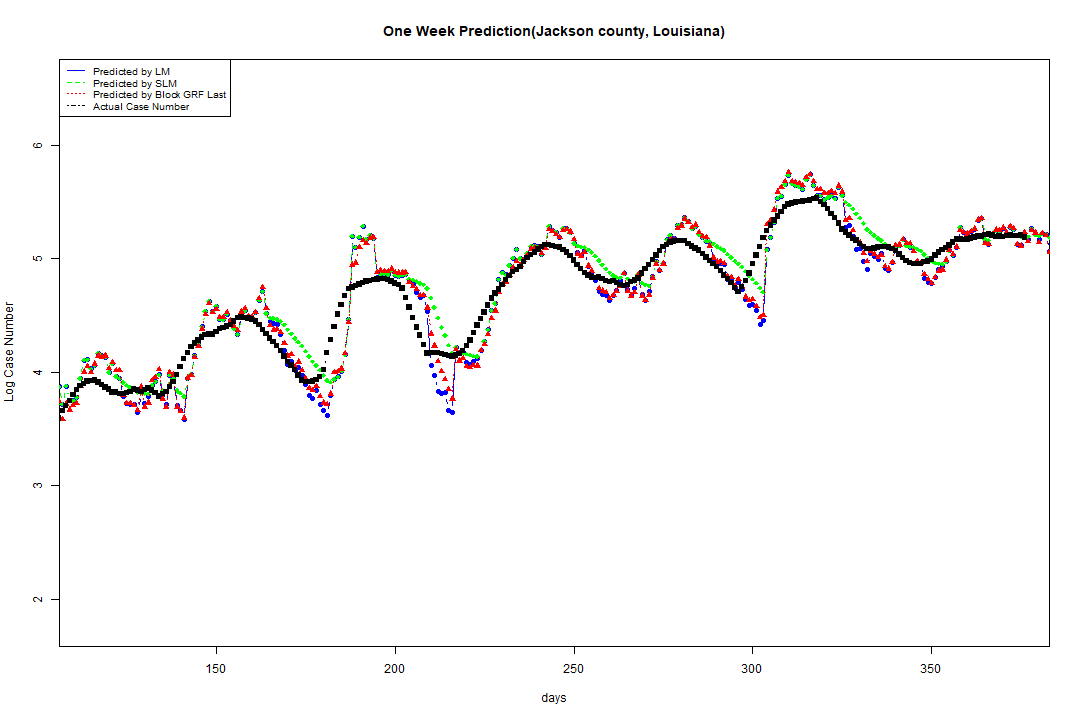 One Week Prediction(Jackson county, Louisiana)
Predicted by LM
Predicted by SLM
Predicted by Block GRF Last
Actual Case Number
6
5
4
3
2
Log Case Number
150 200 250 300 350
days